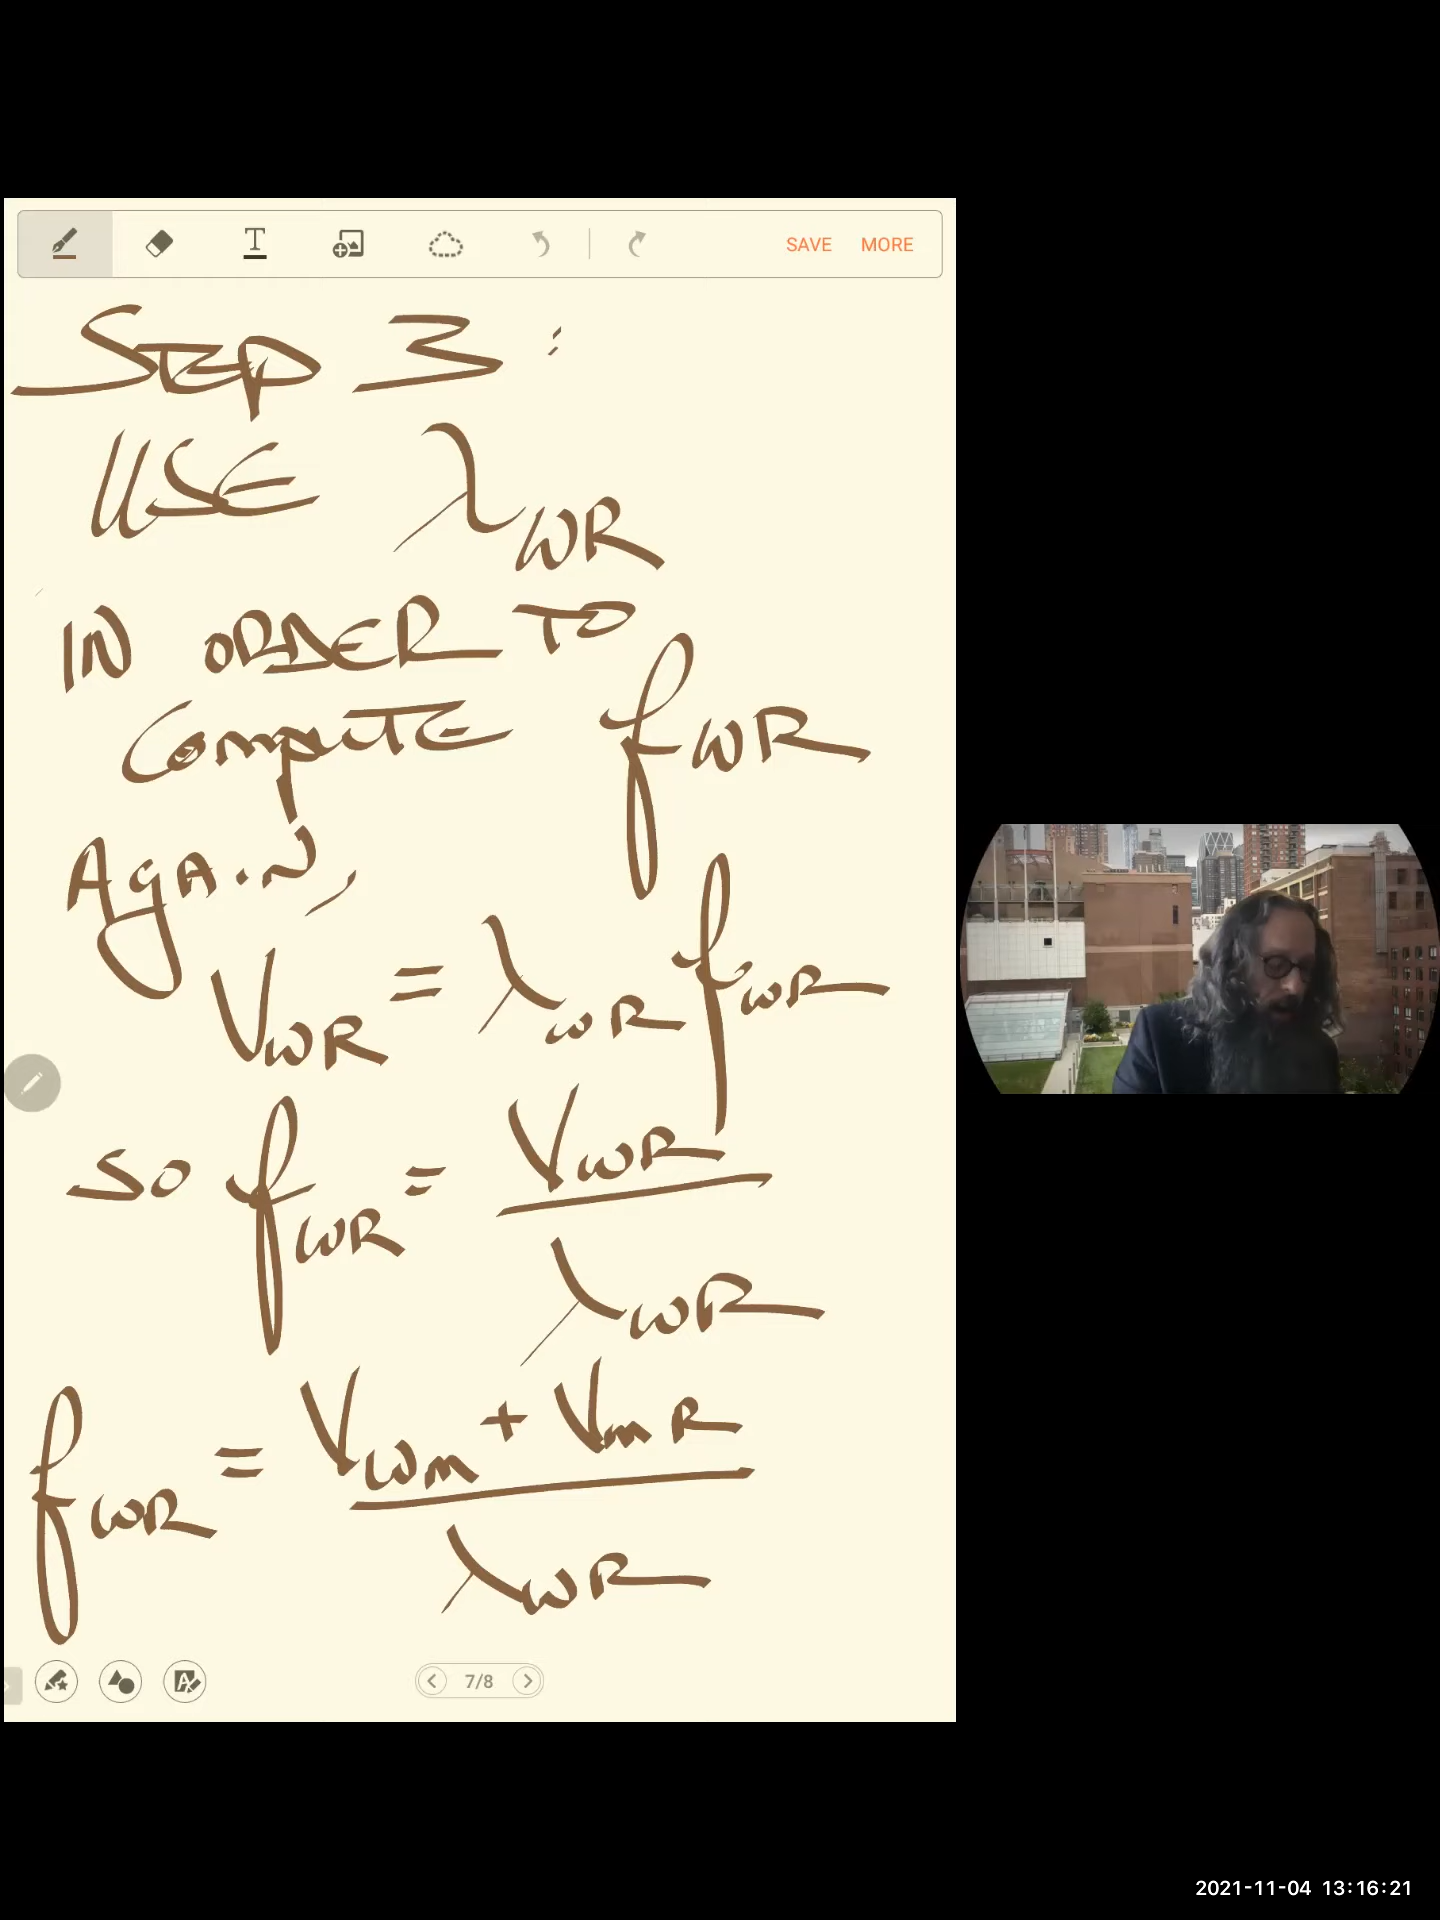 T SAVE MORE
STEP 3:
USE λWR
IN ORDER TO
COMPUTE fWR
AGAIN,
VWR = λWR fWR
SO fWR = VWR / λWR
fWR = VWM + VMR / λWR
A 7/8
2021-11-04 13:16:21